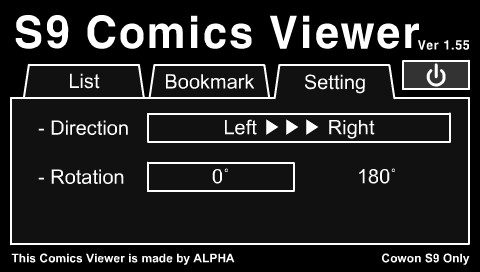 S9 Comics Viewer Ver 1.55
List Bookmark Setting
- Direction Left ▶▶▶ Right
- Rotation 0° 180°
This Comics Viewer is made by ALPHA Cowon S9 Only